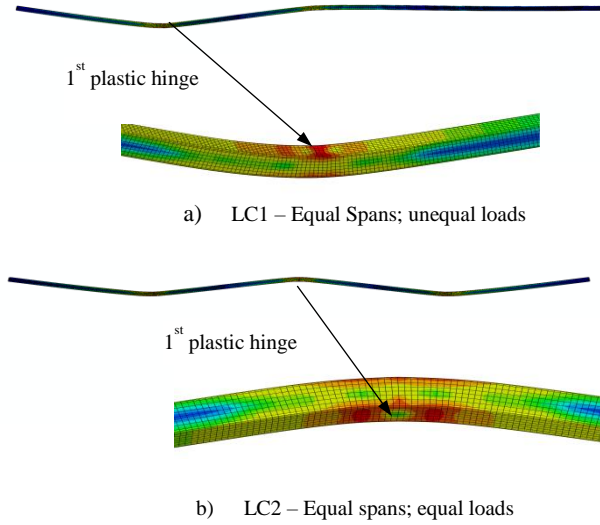 1st plastic hinge
a) LC1 – Equal Spans; unequal loads
1st plastic hinge
b) LC2 – Equal spans; equal loads